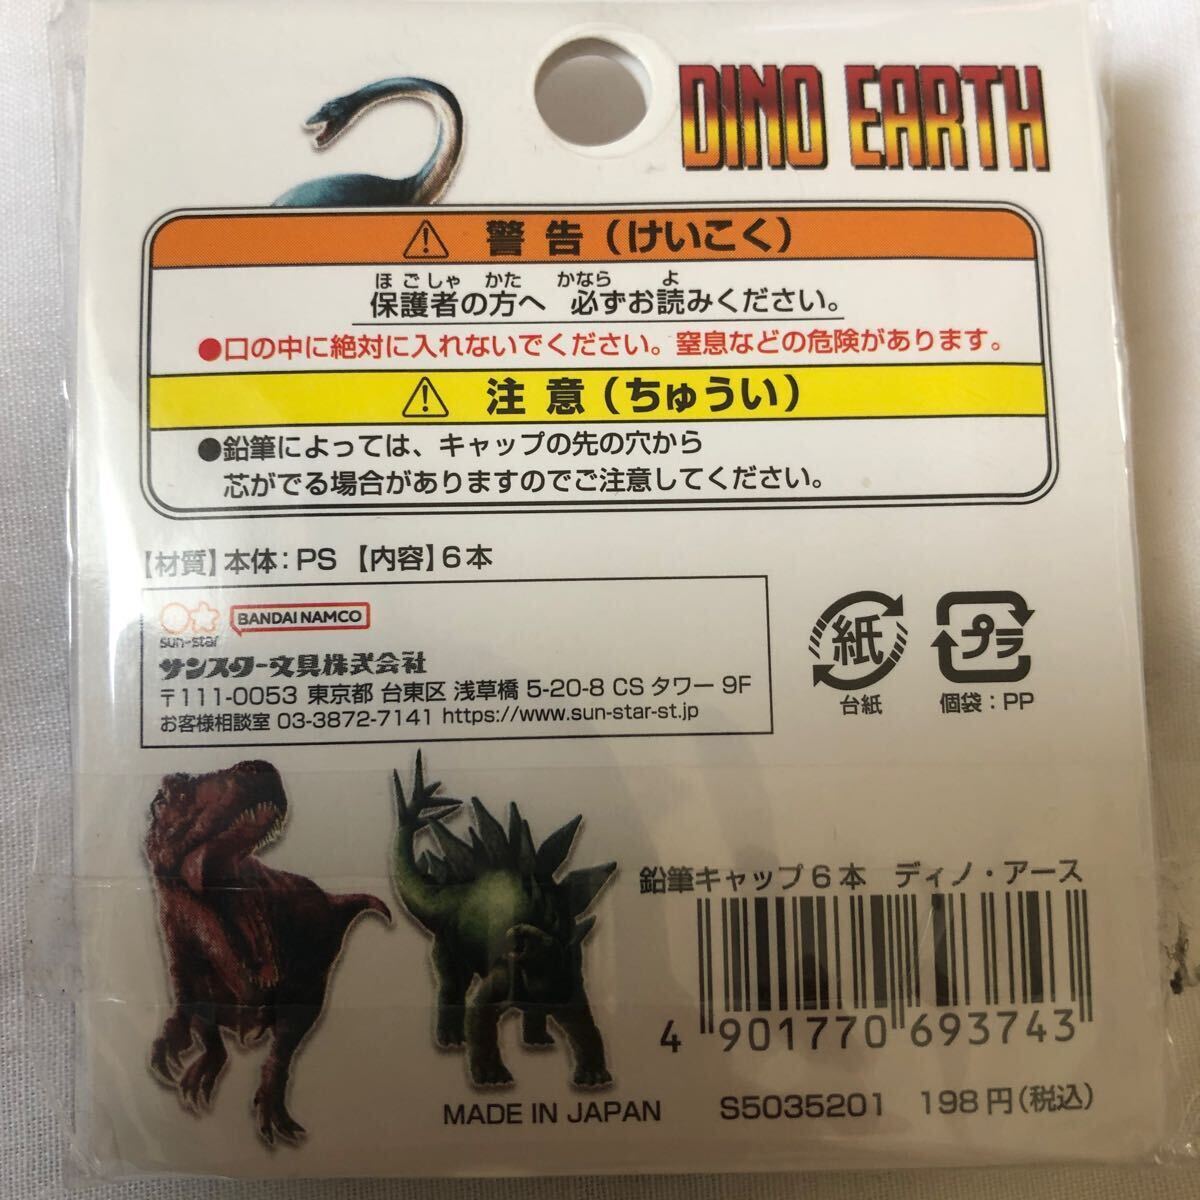 DINO EARTH
警告（けいこく）
ほごしゃ かた かなら よ
保護者の方へ 必ずお読みください。
●口の中に絶対に入れないでください。窒息などの危険があります。
注意（ちゅうい）
●鉛筆によっては、キャップの先の穴から
芯がでる場合がありますのでご注意してください。
【材質】本体：PS 【内容】6本
BANDAI NAMCO
sun-star
サンスター文具株式会社
〒111-0053 東京都 台東区 浅草橋 5-20-8 CS タワー 9F
お客様相談室 03-3872-7141 https://www.sun-star-st.jp
紙
台紙
プラ
個袋：PP
鉛筆キャップ6本 ディノ・アース
4 901770 693743
MADE IN JAPAN S5035201 198円（税込）